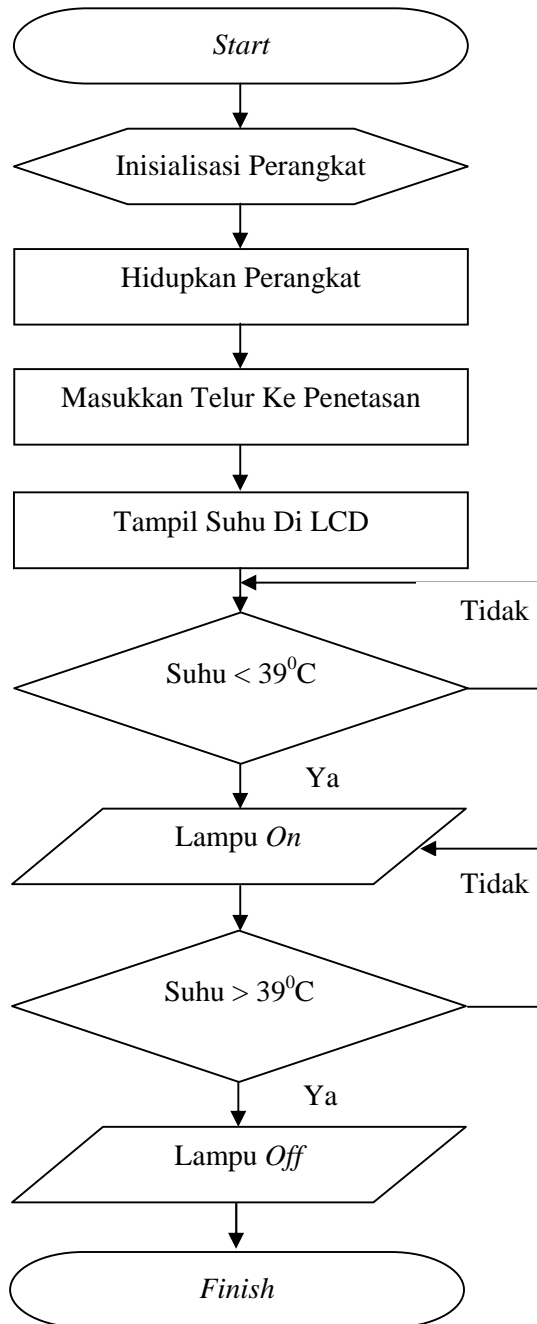 Start
Inisialisasi Perangkat
Hidupkan Perangkat
Masukkan Telur Ke Penetasan
Tampil Suhu Di LCD
Tidak
Suhu < 39⁰C
Ya
Lampu On
Tidak
Suhu > 39⁰C
Ya
Lampu Off
Finish